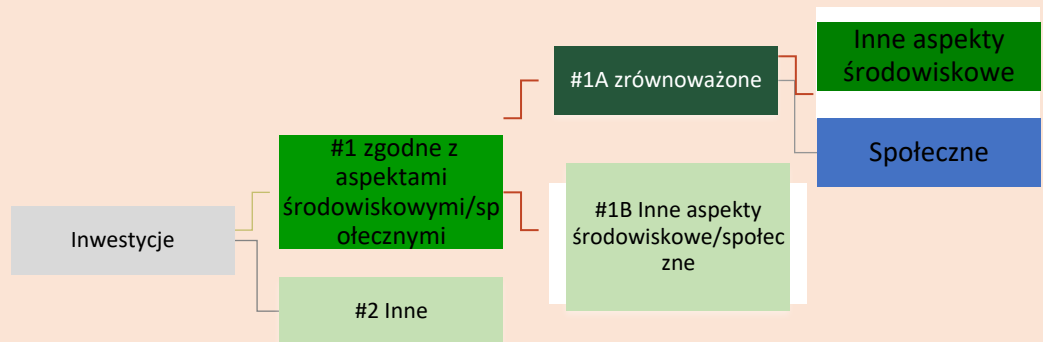 Inwestycje
#1 zgodne z
aspektami
środowiskowymi/sp
ołecznymi
#2 Inne
#1A zrównoważone
#1B Inne aspekty
środowiskowe/społec
zne
Inne aspekty
środowiskowe
Społeczne